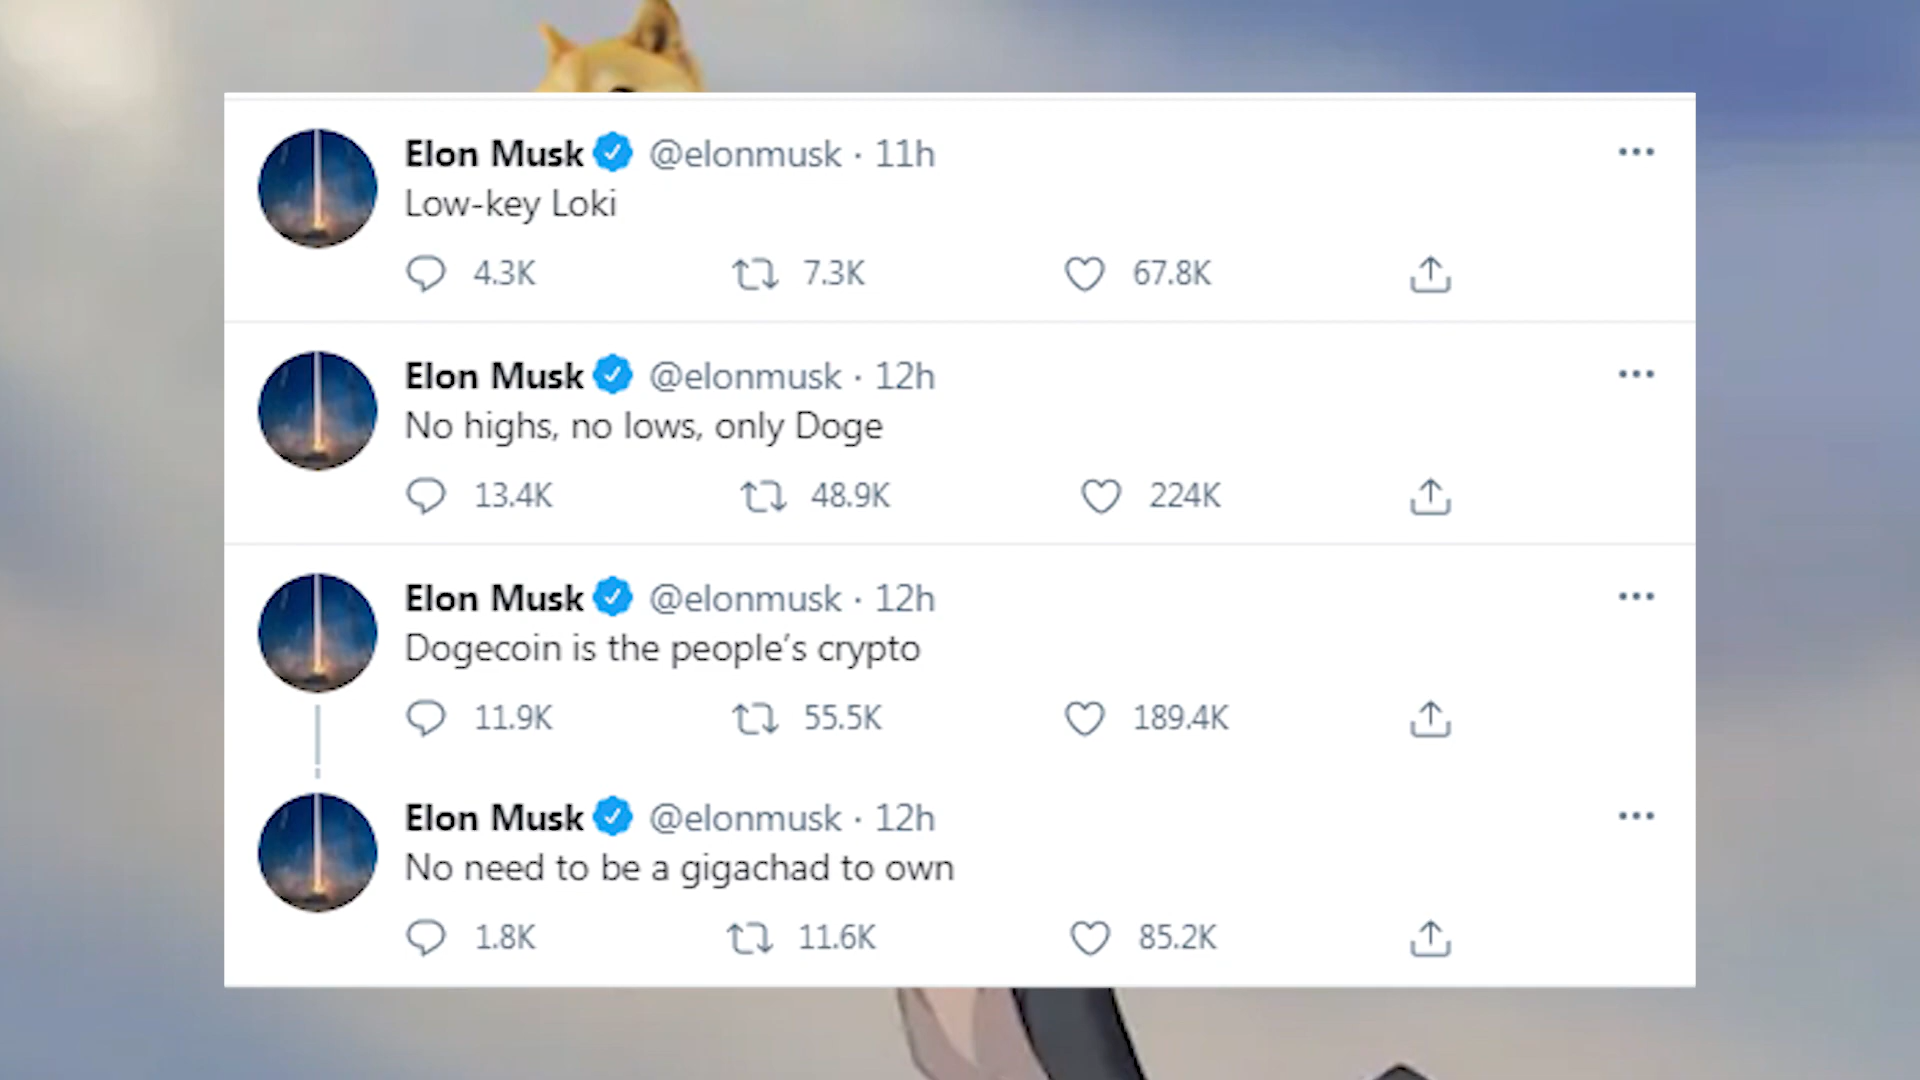 Elon Musk @elonmusk · 11h
Low-key Loki
4.3K 7.3K 67.8K
Elon Musk @elonmusk · 12h
No highs, no lows, only Doge
13.4K 48.9K 224K
Elon Musk @elonmusk · 12h
Dogecoin is the people’s crypto
11.9K 55.5K 189.4K
Elon Musk @elonmusk · 12h
No need to be a gigachad to own
1.8K 11.6K 85.2K